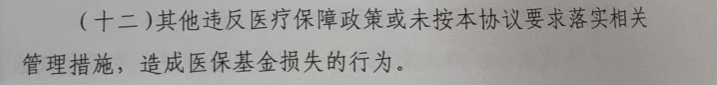 (十二)其他违反医疗保障政策或未按本协议要求落实相关
管理措施，造成医保基金损失的行为。